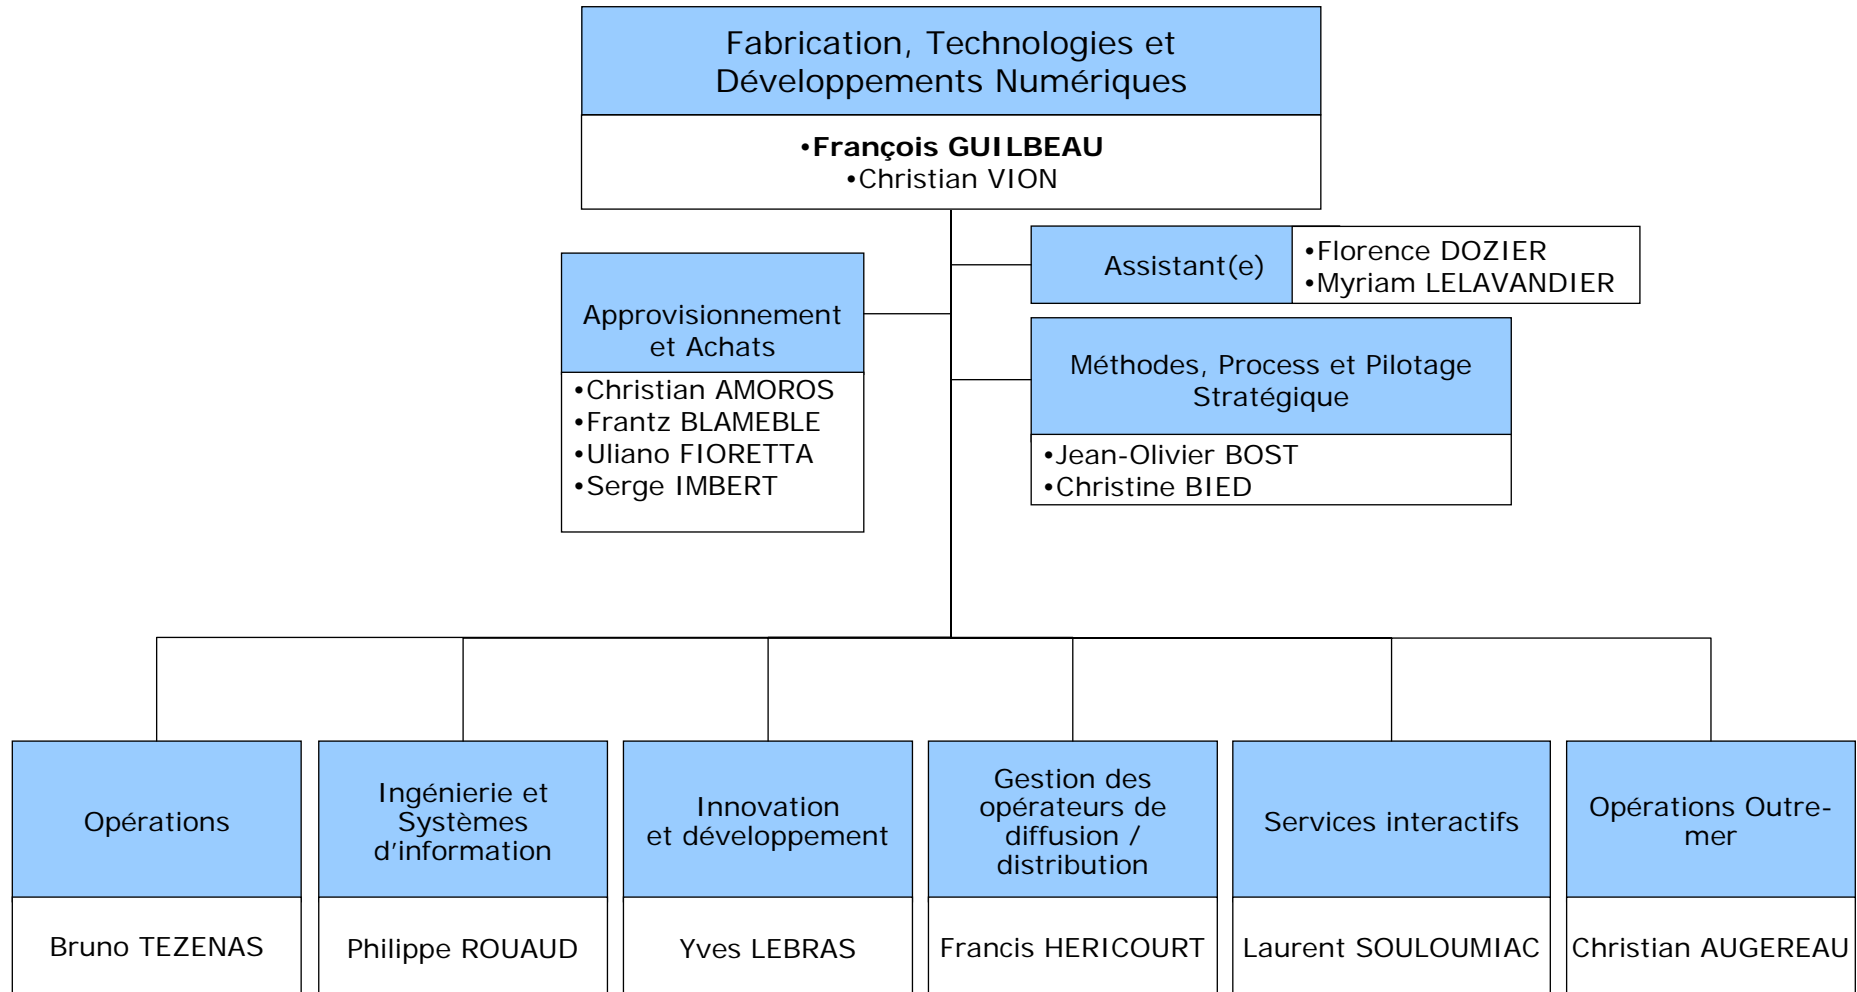 Fabrication, Technologies et
Développements Numériques
•François GUILBEAU
•Christian VION
Assistant(e)
•Florence DOZIER
•Myriam LELAVANDIER
Approvisionnement
et Achats
•Christian AMOROS
•Frantz BLAMEBLE
•Uliano FIORETTA
•Serge IMBERT
Méthodes, Process et Pilotage
Stratégique
•Jean-Olivier BOST
•Christine BIED
Opérations
Bruno TEZENAS
Ingénierie et
Systèmes
d'information
Philippe ROUAUD
Innovation
et développement
Yves LEBRAS
Gestion des
opérateurs de
diffusion /
distribution
Francis HERICOURT
Services interactifs
Laurent SOULOUMIAC
Opérations Outre-
mer
Christian AUGEREAU